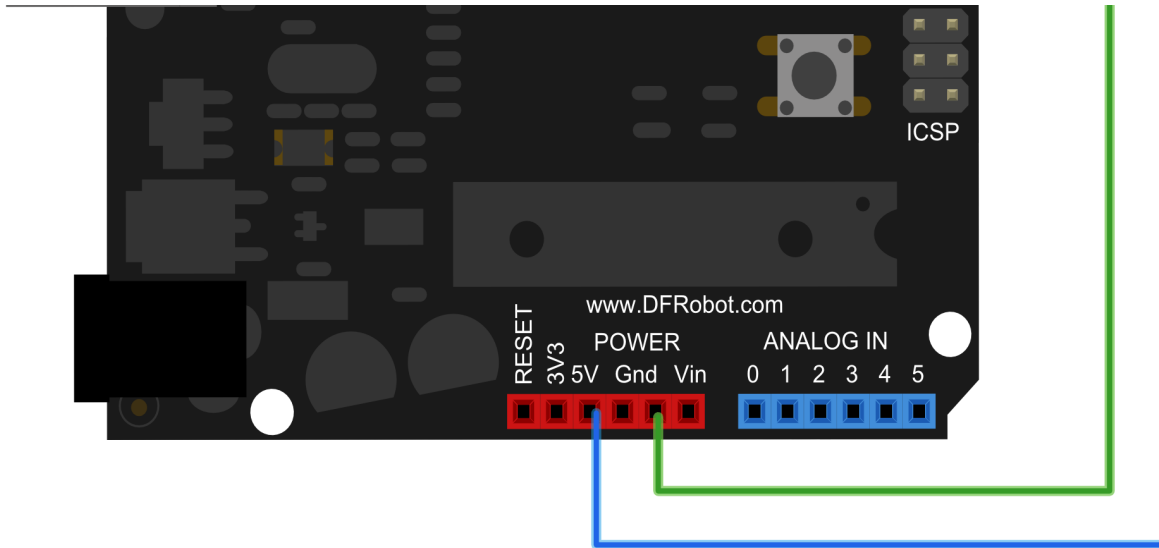 ICSP
www.DFRobot.com
RESET
3V3
POWER
ANALOG IN
5V Gnd Vin
0 1 2 3 4 5